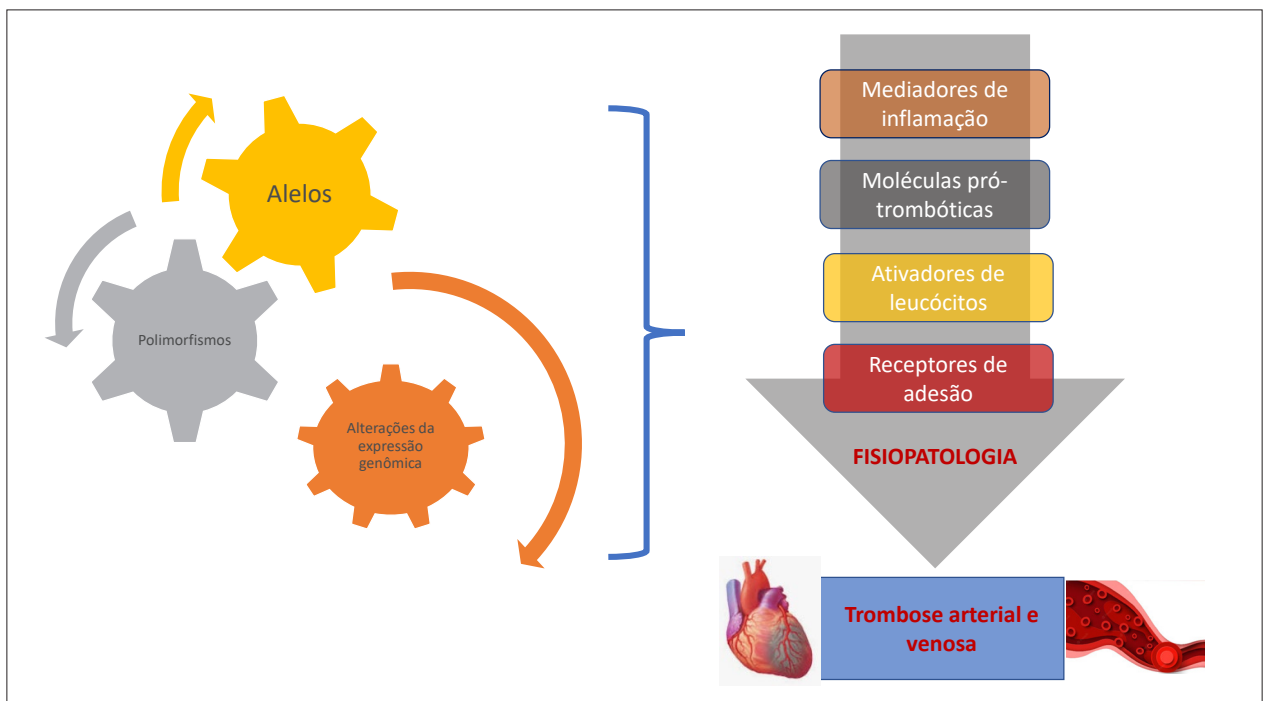 Alelos
Polimorfismos
Alterações da
expressão
genômica
Mediadores de
inflamação
Moléculas pró-
trombóticas
Ativadores de
leucócitos
Receptores de
adesão
FISIOPATOLOGIA
Trombose arterial e
venosa